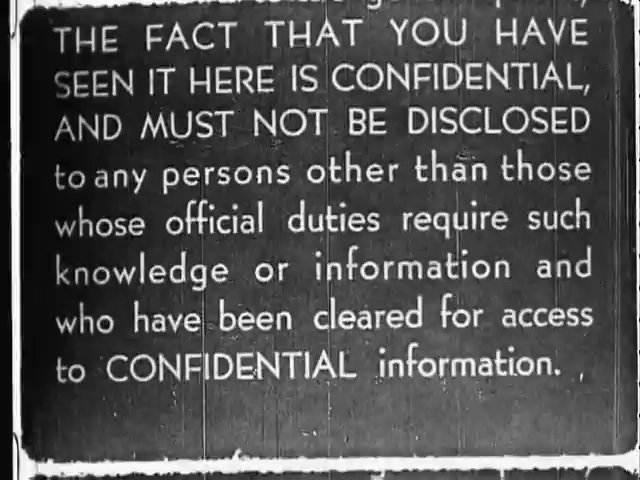 THE FACT THAT YOU HAVE
SEEN IT HERE IS CONFIDENTIAL,
AND MUST NOT BE DISCLOSED
to any persons other than those
whose official duties require such
knowledge or information and
who have been cleared for access
to CONFIDENTIAL information.